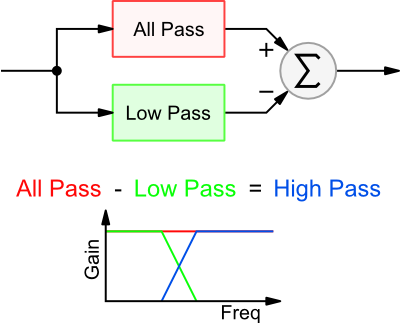 All Pass
+
Σ
−
Low Pass
All Pass - Low Pass = High Pass
Gain
Freq